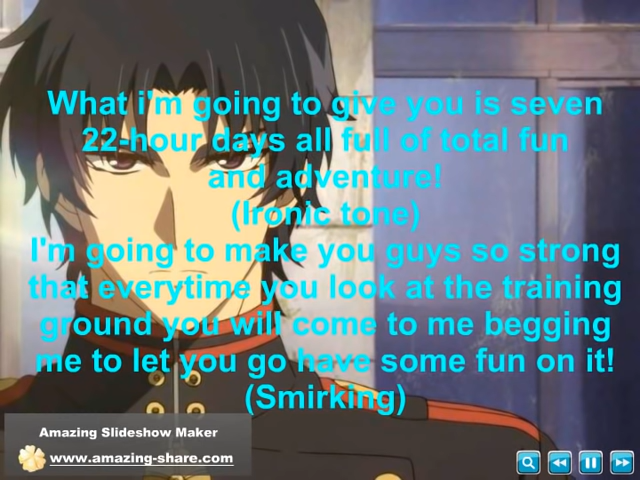 What i'm going to give you is seven
22-hour days all full of total fun
and adventure!
(Ironic tone)
I'm going to make you guys so strong
that everytime you look at the training
ground you will come to me begging
me to let you go have some fun on it!
(Smirking)
Amazing Slideshow Maker
www.amazing-share.com